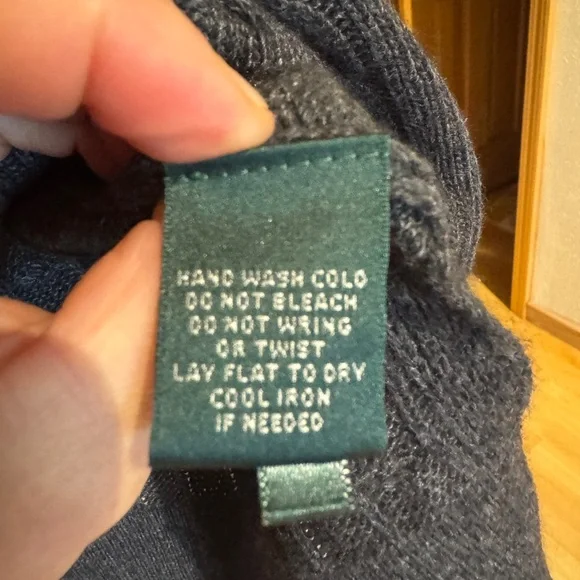 HAND WASH COLD
DO NOT BLEACH
DO NOT WRING
OR TWIST
LAY FLAT TO DRY
COOL IRON
IF NEEDED